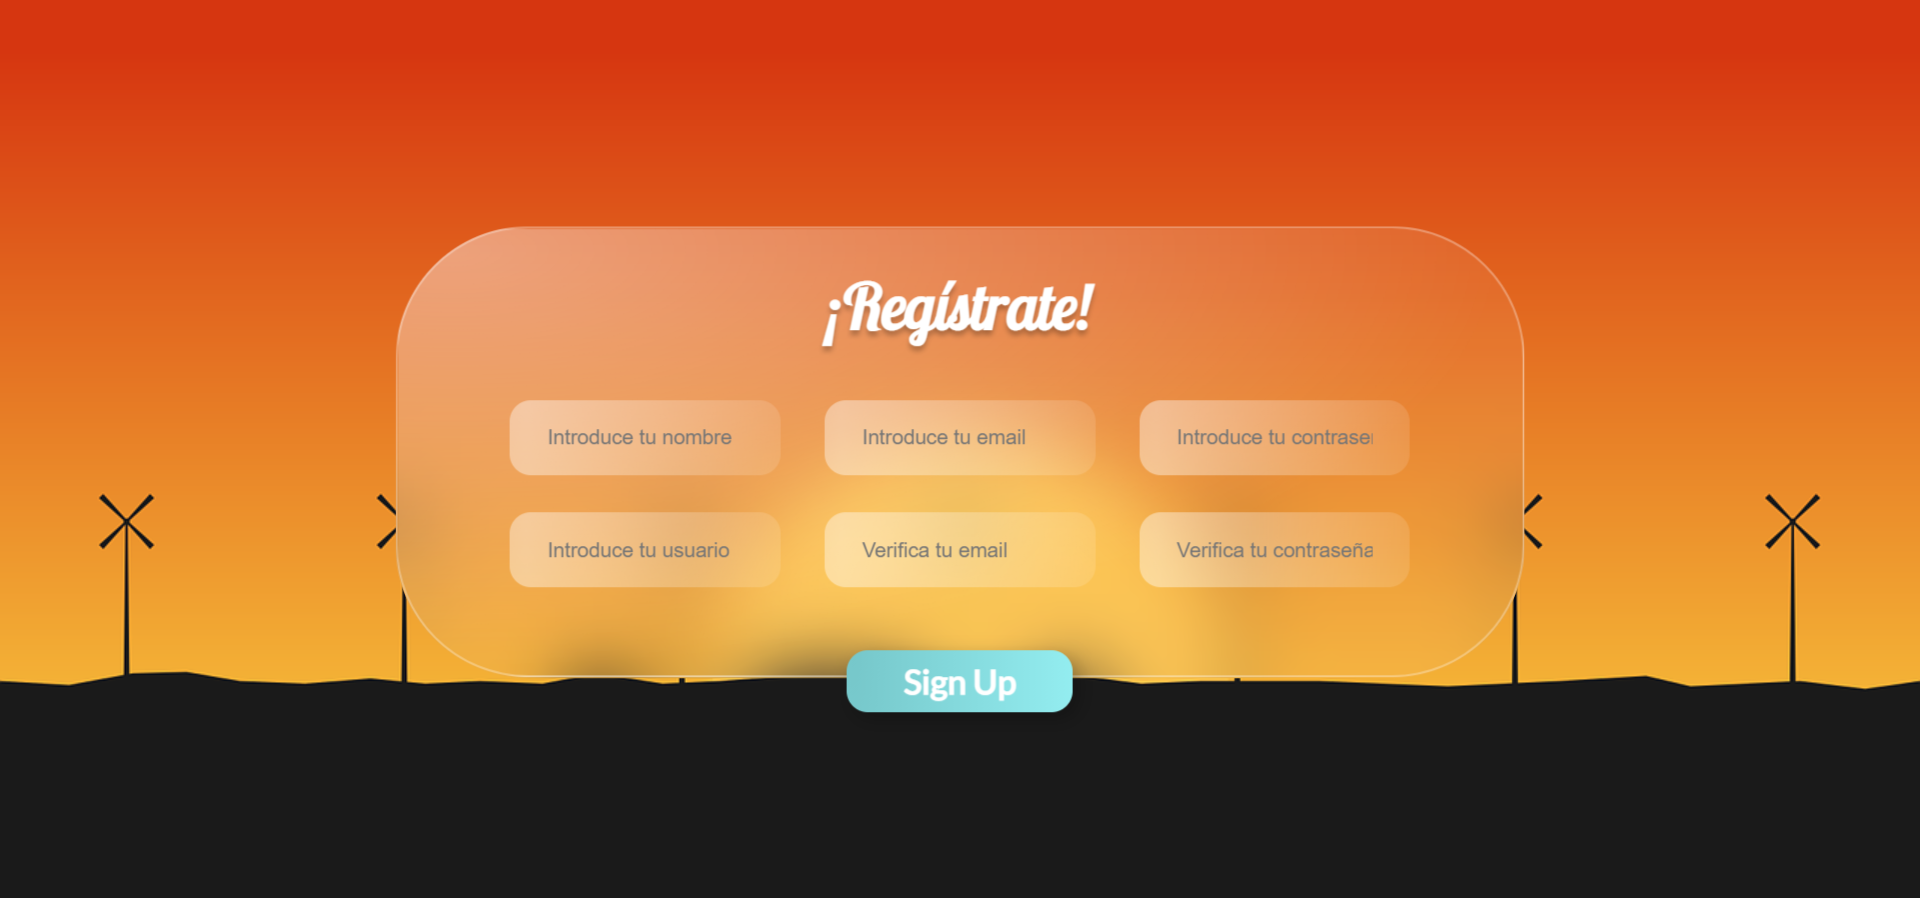 ¡Regístrate!
Introduce tu nombre
Introduce tu email
Introduce tu contrase
Introduce tu usuario
Verifica tu email
Verifica tu contraseña
Sign Up